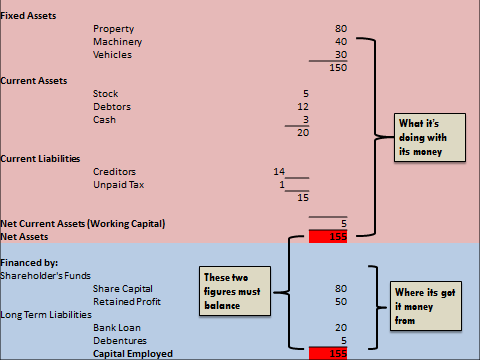 Fixed Assets
Property 80
Machinery 40
Vehicles 30
150
Current Assets
Stock 5
Debtors 12
Cash 3
20
Current Liabilities
Creditors 14
Unpaid Tax 1
15
Net Current Assets (Working Capital) 5
Net Assets 155
What it's
doing with
its money
Financed by:
Shareholder's Funds
Share Capital 80
Retained Profit 50
Long Term Liabilities
Bank Loan 20
Debentures 5
Capital Employed 155
These two
figures must
balance
Where its got
it money
from